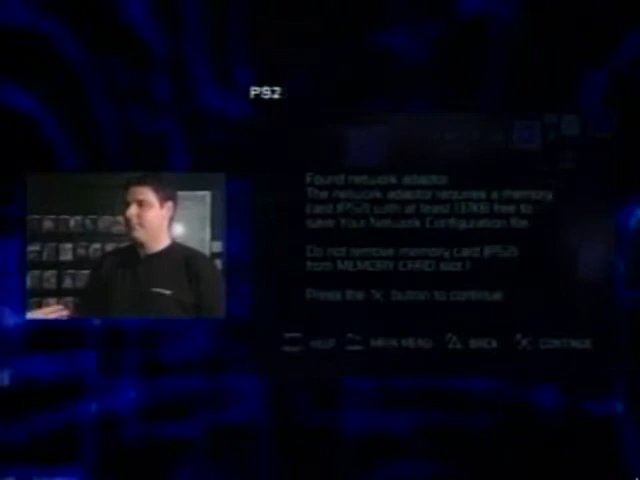 PS2
Found network adaptor.
The network adaptor requires a memory
card (PS2) with at least 137KB free to
save Your Network Configuration file.
Do not remove memory card (PS2)
from MEMORY CARD slot 1
Press the X button to continue
HELP MAIN MENU BACK CONTINUE